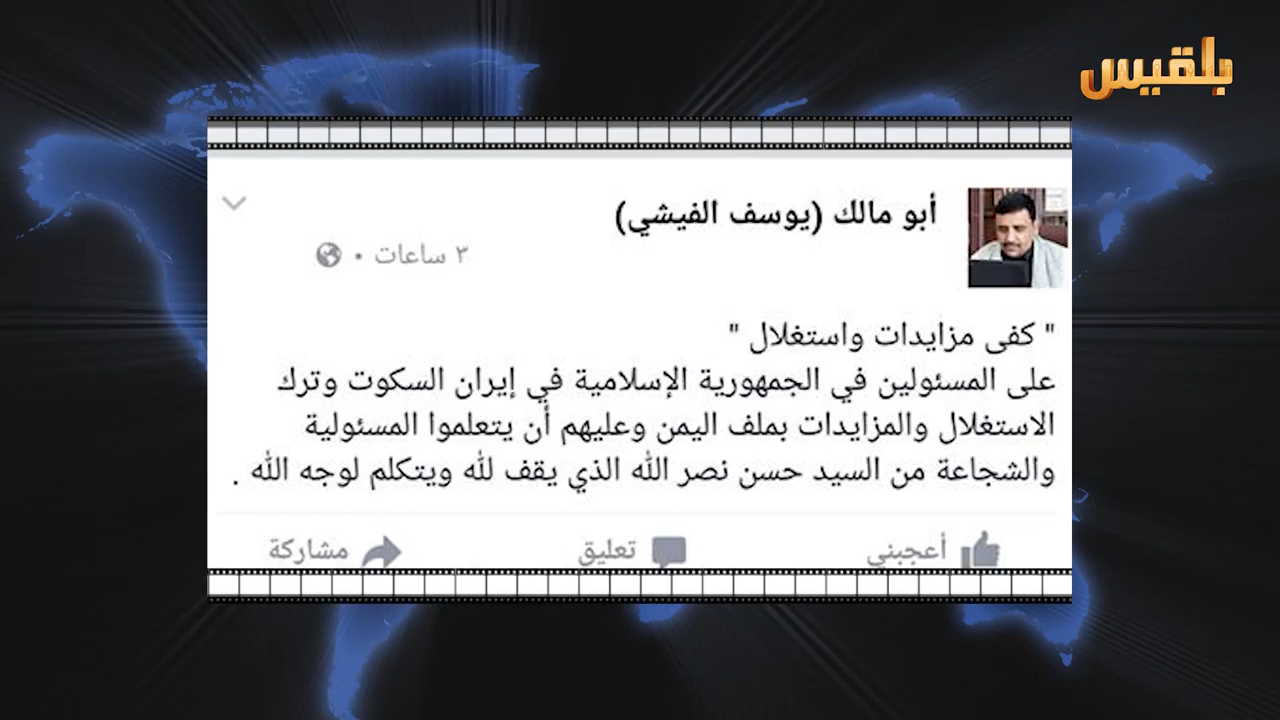 بلقيس
أبو مالك (يوسف الفيشي)
٣ ساعات •
" كفى مزايدات واستغلال "
على المسئولين في الجمهورية الإسلامية في إيران السكوت وترك
الاستغلال والمزايدات بملف اليمن وعليهم أن يتعلموا المسئولية
والشجاعة من السيد حسن نصر الله الذي يقف لله ويتكلم لوجه الله .
أعجبني تعليق مشاركة